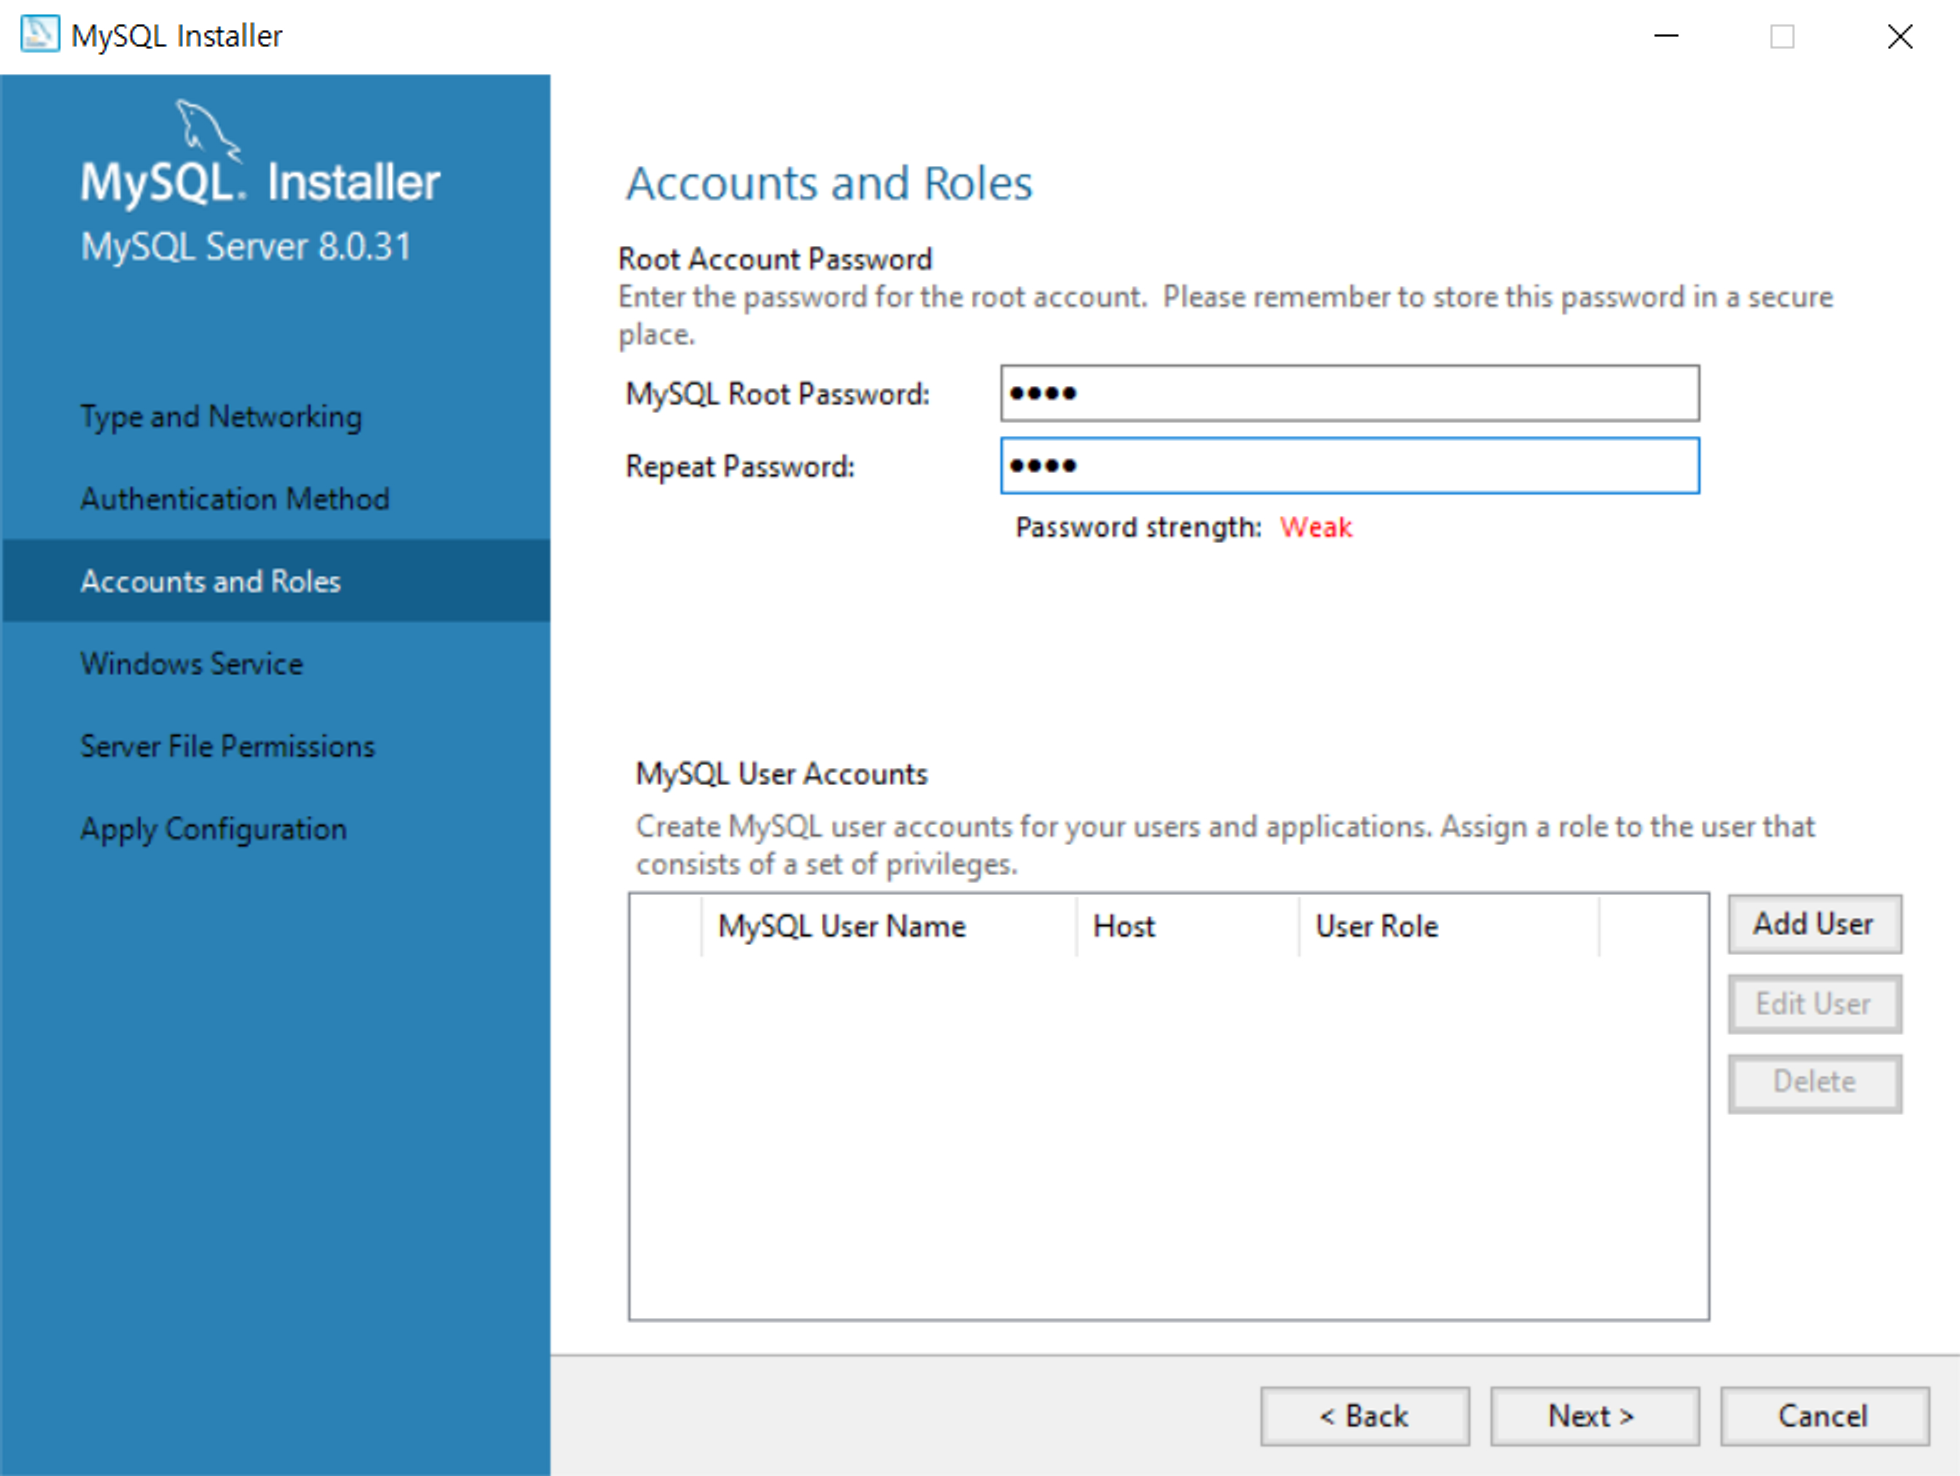 MySQL Installer
MySQL. Installer
MySQL Server 8.0.31
Type and Networking
Authentication Method
Accounts and Roles
Windows Service
Server File Permissions
Apply Configuration
Accounts and Roles
Root Account Password
Enter the password for the root account.  Please remember to store this password in a secure
place.
MySQL Root Password: ●●●●
Repeat Password: ●●●●
Password strength: Weak
MySQL User Accounts
Create MySQL user accounts for your users and applications. Assign a role to the user that
consists of a set of privileges.
MySQL User Name Host User Role
Add User
Edit User
Delete
< Back Next > Cancel